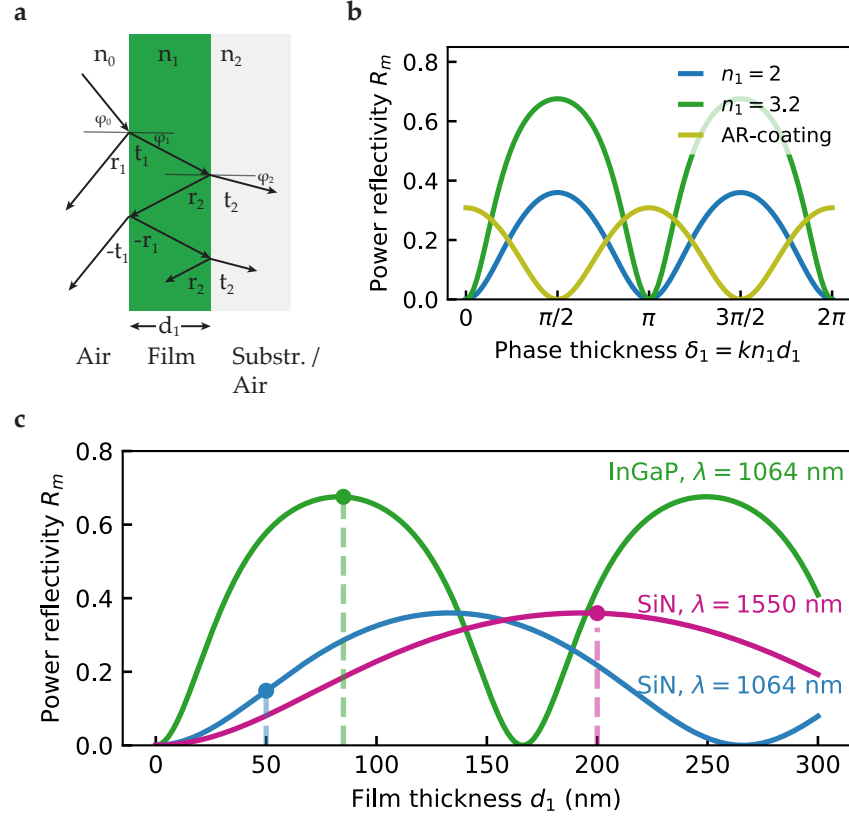 a
n₀ n₁ n₂
φ₀
φ₁
r₁ t₁
φ₂
r₂ t₂
-t₁ -r₁
r₂ t₂
d₁
Air Film Substr. /
Air
b
Power reflectivity Rₘ
0.8
0.6
0.4
0.2
0.0
n₁ = 2
n₁ = 3.2
AR-coating
0 π/2 π 3π/2 2π
Phase thickness δ₁ = kn₁d₁
c
Power reflectivity Rₘ
0.8
0.6
0.4
0.2
0.0
InGaP, λ = 1064 nm
SiN, λ = 1550 nm
SiN, λ = 1064 nm
0 50 100 150 200 250 300
Film thickness d₁ (nm)